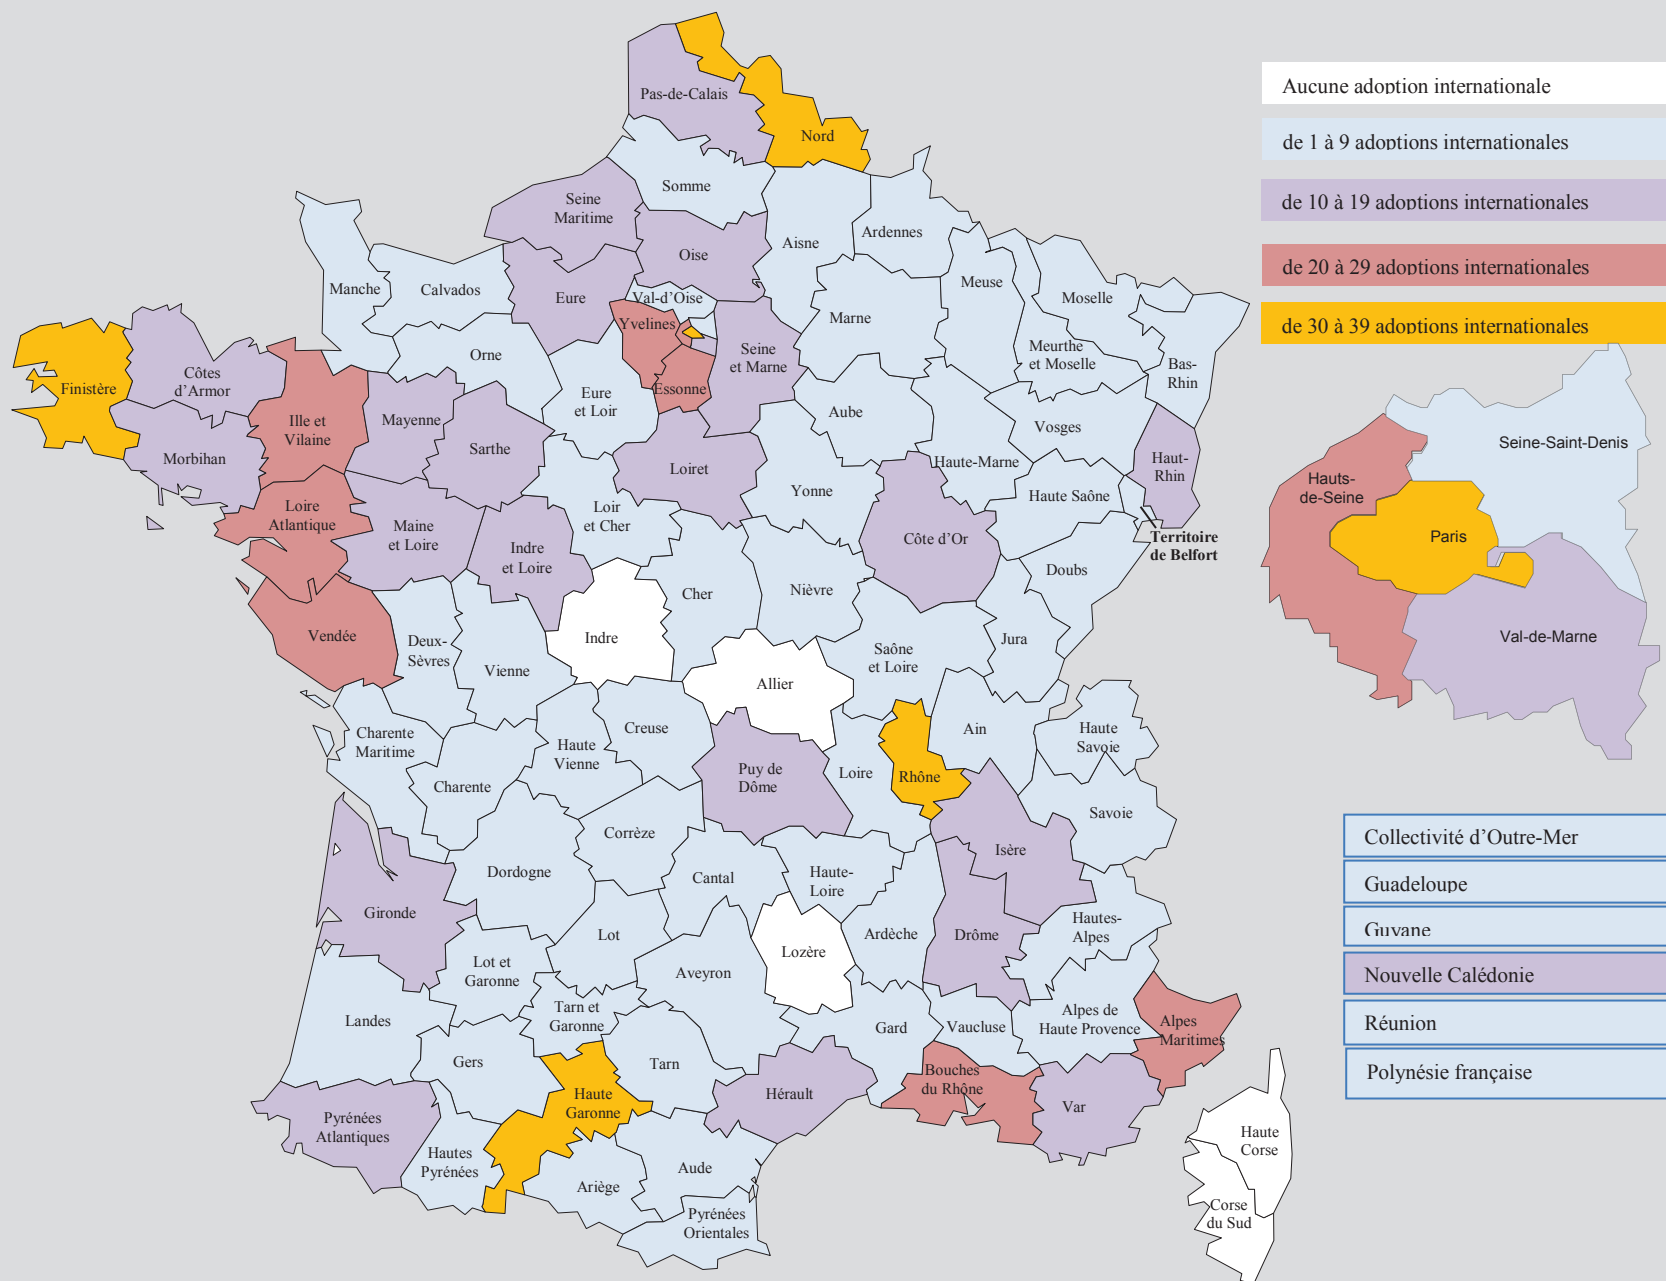 Aucune adoption internationale
de 1 à 9 adoptions internationales
de 10 à 19 adoptions internationales
de 20 à 29 adoptions internationales
de 30 à 39 adoptions internationales
Pas-de-Calais
Nord
Somme
Seine
Maritime
Oise
Aisne
Ardennes
Manche
Calvados
Eure
Val-d’Oise
Yvelines
Essonne
Seine
et Marne
Marne
Meuse
Moselle
Meurthe
et Moselle
Bas-
Rhin
Finistère
Côtes
d’Armor
Morbihan
Ille et
Vilaine
Mayenne
Orne
Sarthe
Eure
et Loir
Loiret
Aube
Haute-Marne
Vosges
Haut-
Rhin
Yonne
Haute Saône
Territoire
de Belfort
Loire
Atlantique
Maine
et Loire
Indre
et Loire
Loir
et Cher
Côte d’Or
Doubs
Vendée
Deux-
Sèvres
Vienne
Indre
Cher
Nièvre
Saône
et Loire
Jura
Allier
Charente
Maritime
Charente
Haute
Vienne
Creuse
Puy de
Dôme
Loire
Rhône
Ain
Haute
Savoie
Savoie
Gironde
Dordogne
Corrèze
Cantal
Haute-
Loire
Isère
Drôme
Ardèche
Hautes-
Alpes
Lot et
Garonne
Lot
Aveyron
Lozère
Landes
Gers
Tarn et
Garonne
Tarn
Gard
Vaucluse
Alpes de
Haute Provence
Alpes
Maritimes
Pyrénées
Atlantiques
Hautes
Pyrénées
Haute
Garonne
Ariège
Aude
Pyrénées
Orientales
Hérault
Bouches
du Rhône
Var
Haute
Corse
Corse
du Sud
Seine-Saint-Denis
Hauts-
de-Seine
Paris
Val-de-Marne
Collectivité d’Outre-Mer
Guadeloupe
Guyane
Nouvelle Calédonie
Réunion
Polynésie française